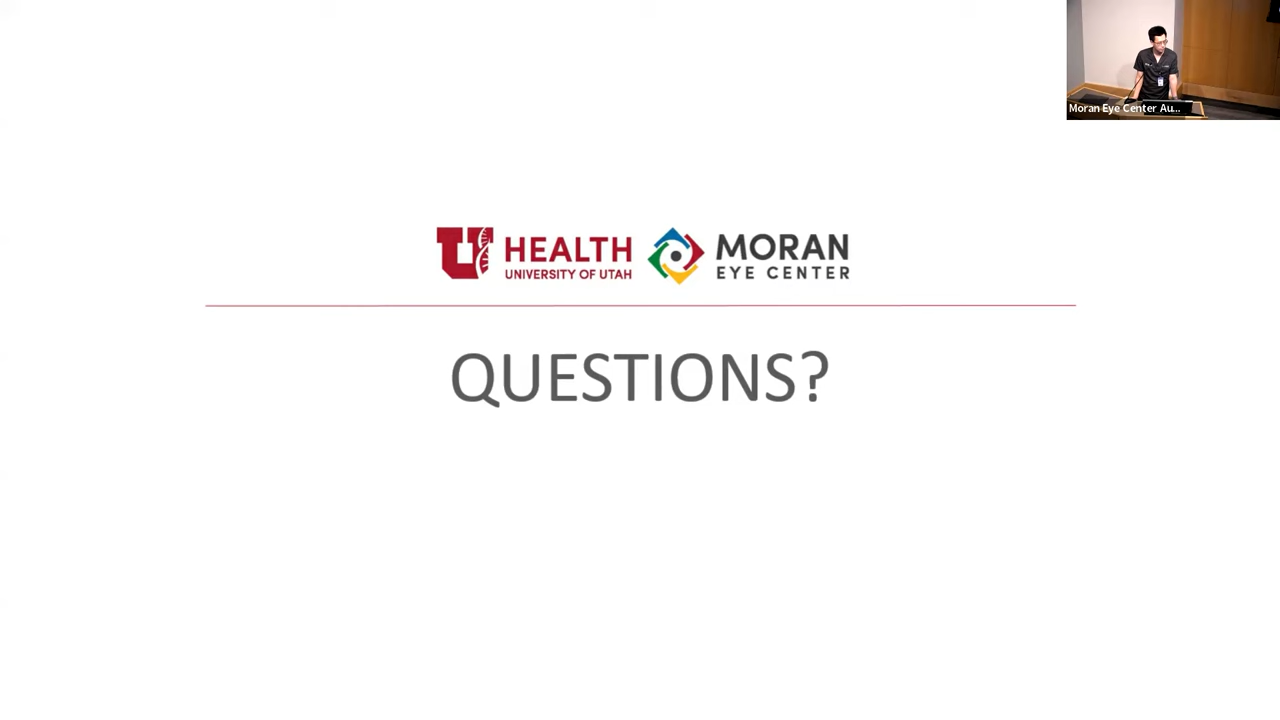 Moran Eye Center Au...
HEALTH
UNIVERSITY OF UTAH
MORAN
EYE CENTER
QUESTIONS?